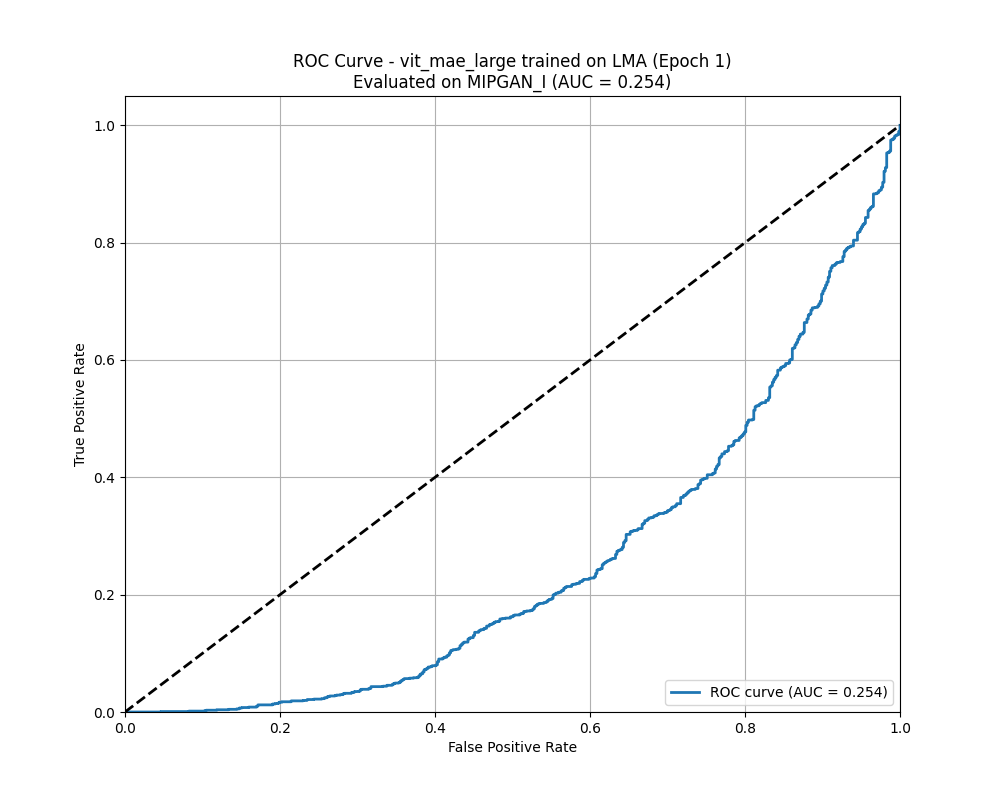 ROC Curve - vit_mae_large trained on LMA (Epoch 1)
Evaluated on MIPGAN_I (AUC = 0.254)
1.0
0.8
0.6
0.4
0.2
0.0
True Positive Rate
0.0 0.2 0.4 0.6 0.8 1.0
False Positive Rate
ROC curve (AUC = 0.254)